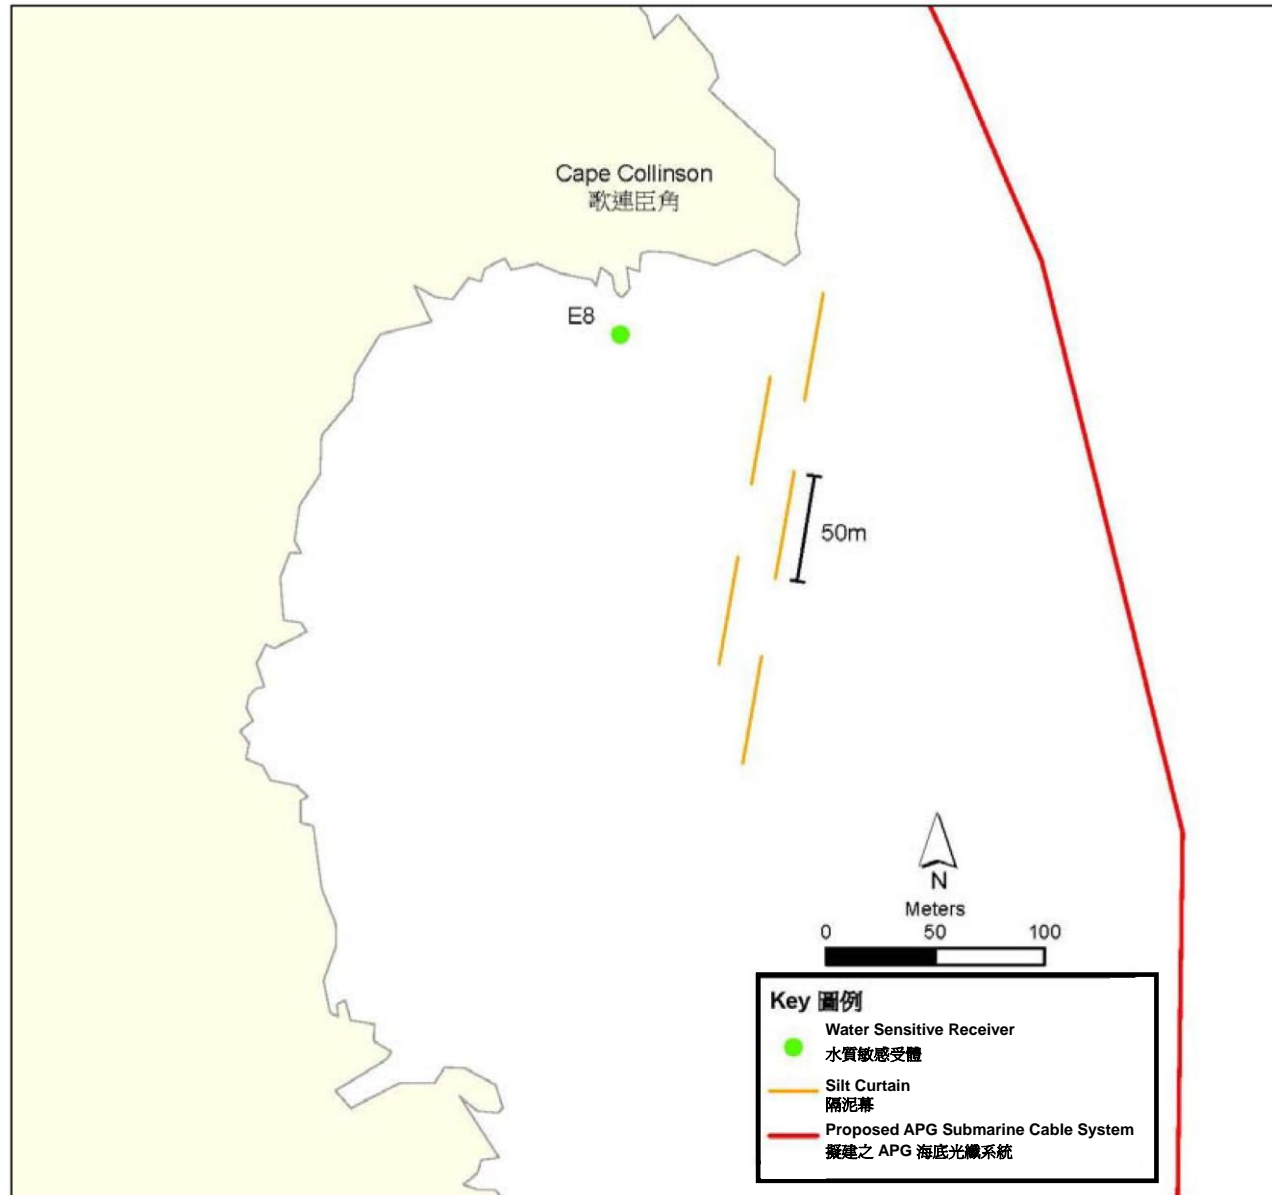 Cape Collinson
歌連臣角
E8
50m
N
Meters
0 50 100
Key 圖例
Water Sensitive Receiver
水質敏感受體
Silt Curtain
隔泥幕
Proposed APG Submarine Cable System
擬建之 APG 海底光纖系統